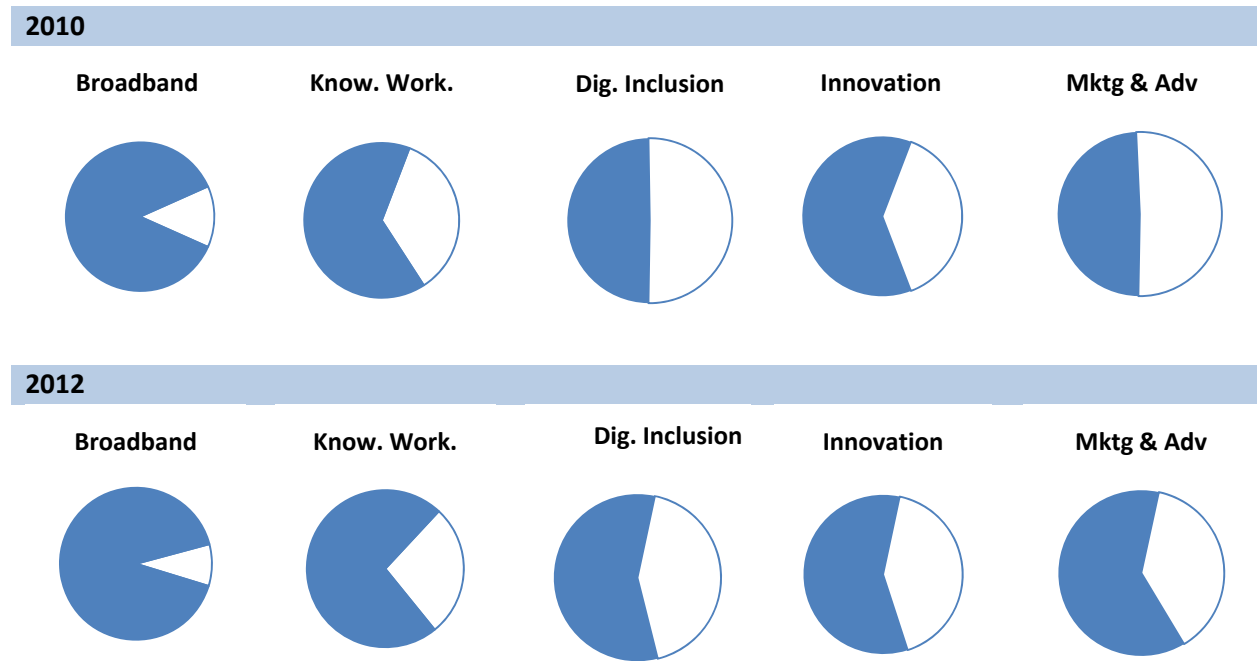 2010
Broadband Know. Work. Dig. Inclusion Innovation Mktg & Adv
2012
Broadband Know. Work. Dig. Inclusion Innovation Mktg & Adv